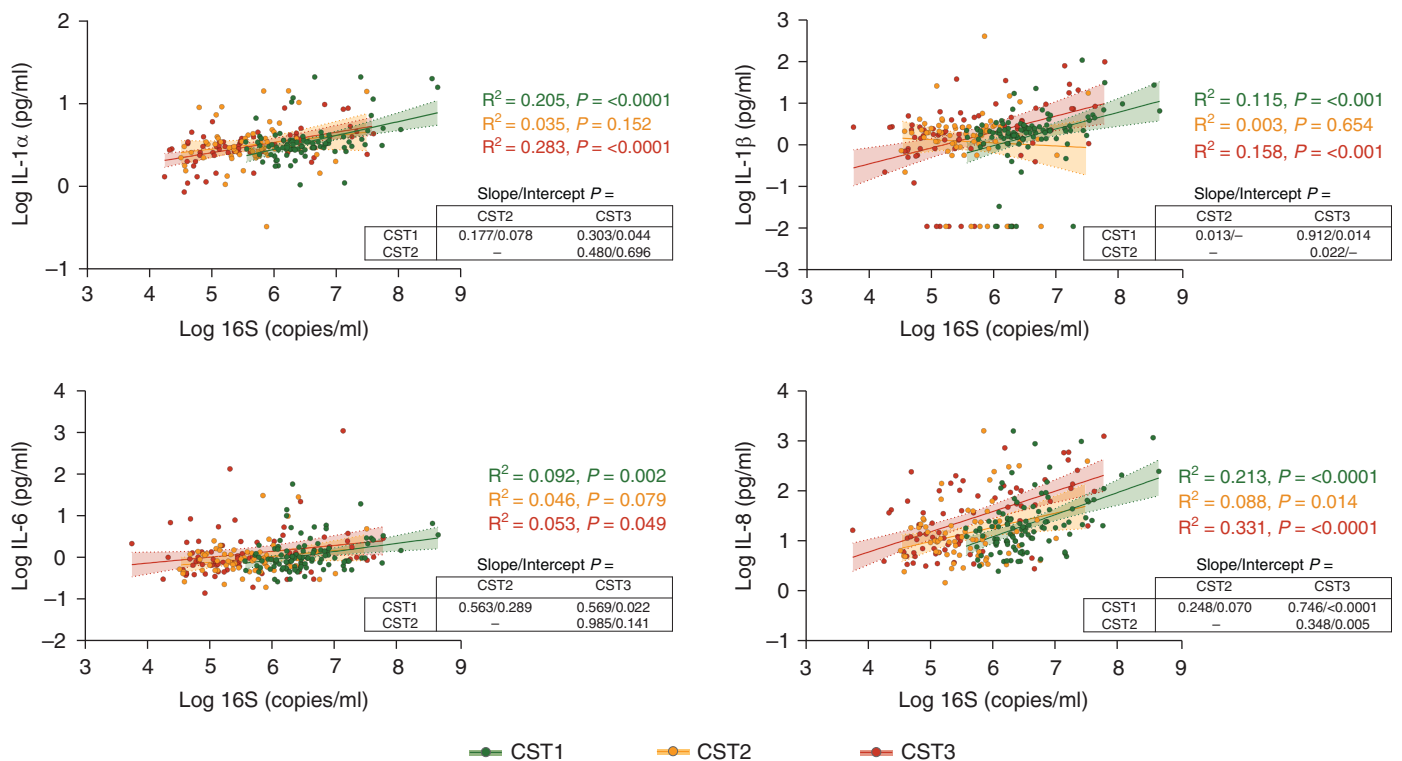 2
1
0
–1
Log IL-1α (pg/ml)
R² = 0.205, P = <0.0001
R² = 0.035, P = 0.152
R² = 0.283, P = <0.0001
Slope/Intercept P =
CST2 CST3
CST1 0.177/0.078 0.303/0.044
CST2 – 0.480/0.696
3 4 5 6 7 8 9
Log 16S (copies/ml)
3
2
1
0
–1
–2
–3
Log IL-1β (pg/ml)
R² = 0.115, P = <0.001
R² = 0.003, P = 0.654
R² = 0.158, P = <0.001
Slope/Intercept P =
CST2 CST3
CST1 0.013/– 0.912/0.014
CST2 – 0.022/–
3 4 5 6 7 8 9
Log 16S (copies/ml)
4
3
2
1
0
–1
–2
Log IL-6 (pg/ml)
R² = 0.092, P = 0.002
R² = 0.046, P = 0.079
R² = 0.053, P = 0.049
Slope/Intercept P =
CST2 CST3
CST1 0.563/0.289 0.569/0.022
CST2 – 0.985/0.141
3 4 5 6 7 8 9
Log 16S (copies/ml)
4
3
2
1
0
–1
Log IL-8 (pg/ml)
R² = 0.213, P = <0.0001
R² = 0.088, P = 0.014
R² = 0.331, P = <0.0001
Slope/Intercept P =
CST2 CST3
CST1 0.248/0.070 0.746/<0.0001
CST2 – 0.348/0.005
3 4 5 6 7 8 9
Log 16S (copies/ml)
CST1 CST2 CST3